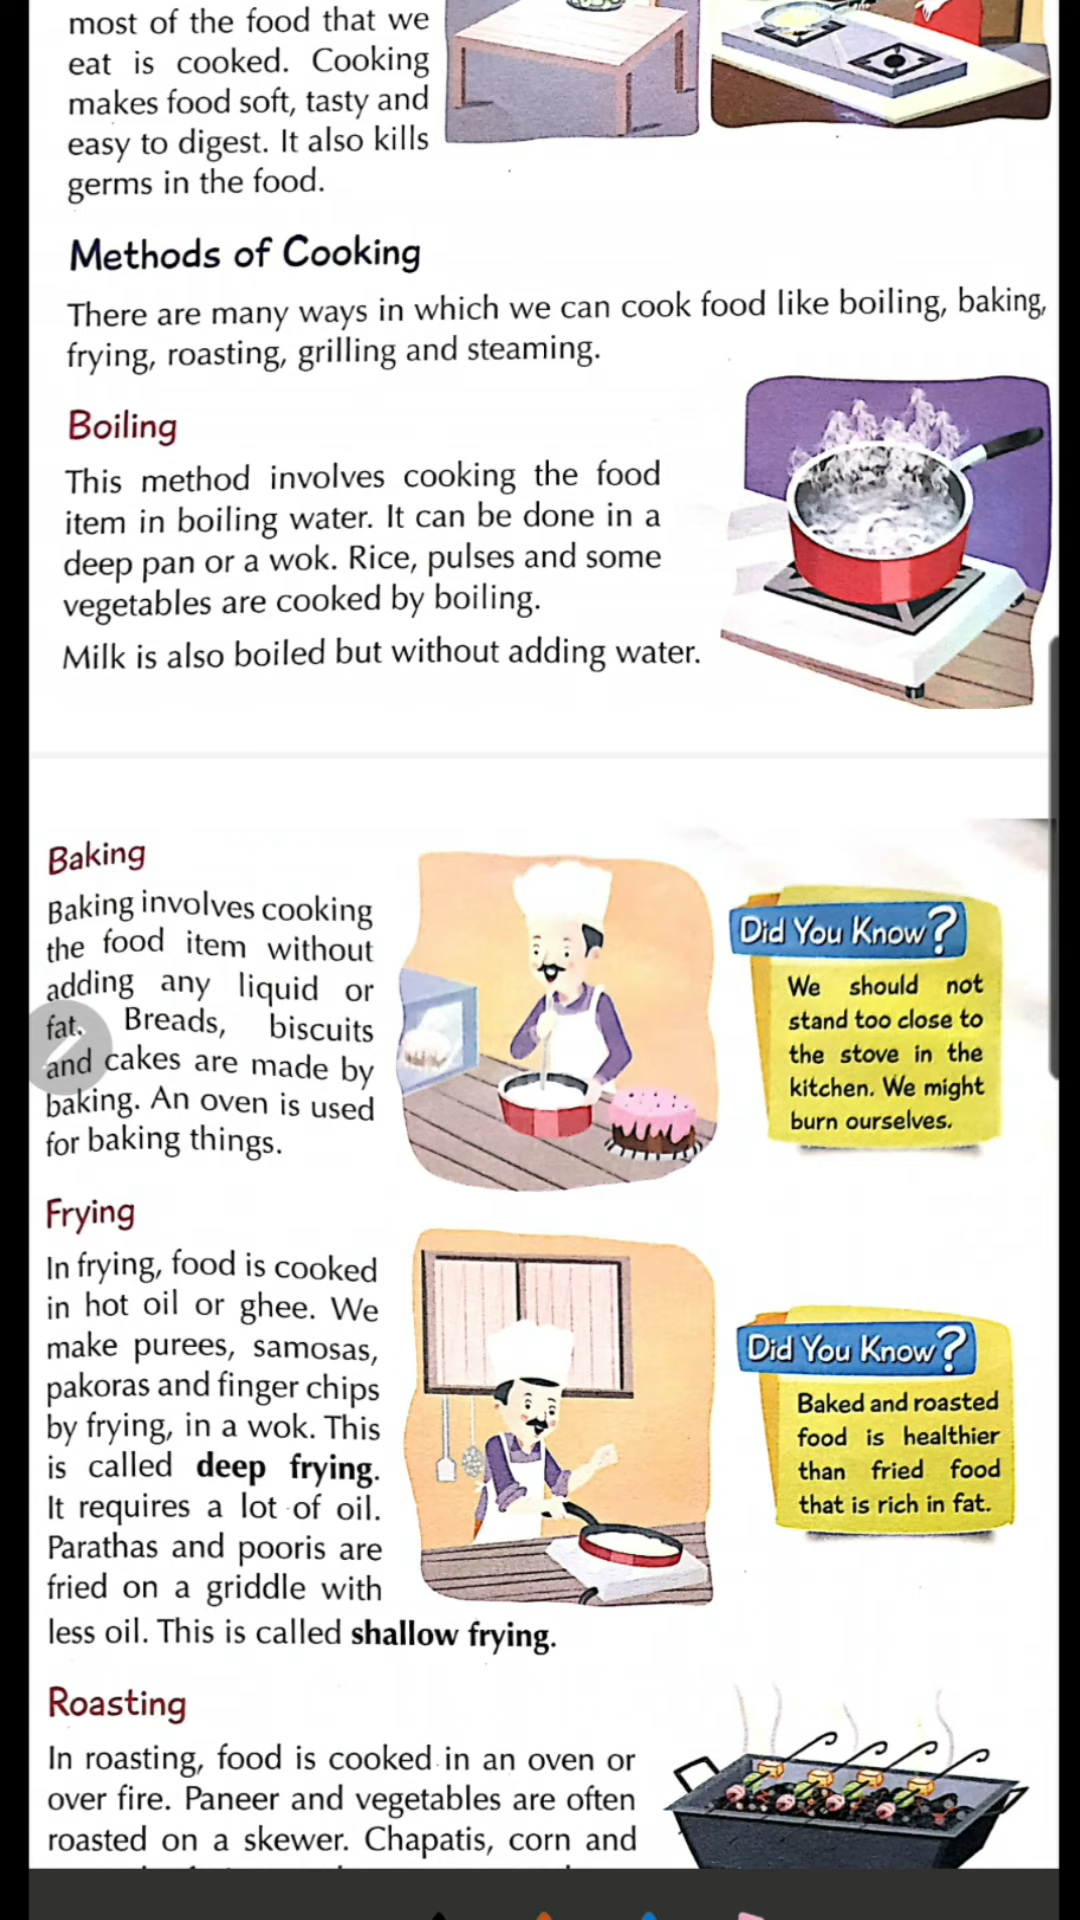 most of the food that we
eat is cooked. Cooking
makes food soft, tasty and
easy to digest. It also kills
germs in the food.
Methods of Cooking
There are many ways in which we can cook food like boiling, baking,
frying, roasting, grilling and steaming.
Boiling
This method involves cooking the food
item in boiling water. It can be done in a
deep pan or a wok. Rice, pulses and some
vegetables are cooked by boiling.
Milk is also boiled but without adding water.
Baking
Baking involves cooking
the food item without
adding any liquid or
fat. Breads, biscuits
and cakes are made by
baking. An oven is used
for baking things.
Did You Know?
We should not
stand too close to
the stove in the
kitchen. We might
burn ourselves.
Frying
In frying, food is cooked
in hot oil or ghee. We
make purees, samosas,
pakoras and finger chips
by frying, in a wok. This
is called deep frying.
It requires a lot of oil.
Parathas and pooris are
fried on a griddle with
less oil. This is called shallow frying.
Did You Know?
Baked and roasted
food is healthier
than fried food
that is rich in fat.
Roasting
In roasting, food is cooked in an oven or
over fire. Paneer and vegetables are often
roasted on a skewer. Chapatis, corn and